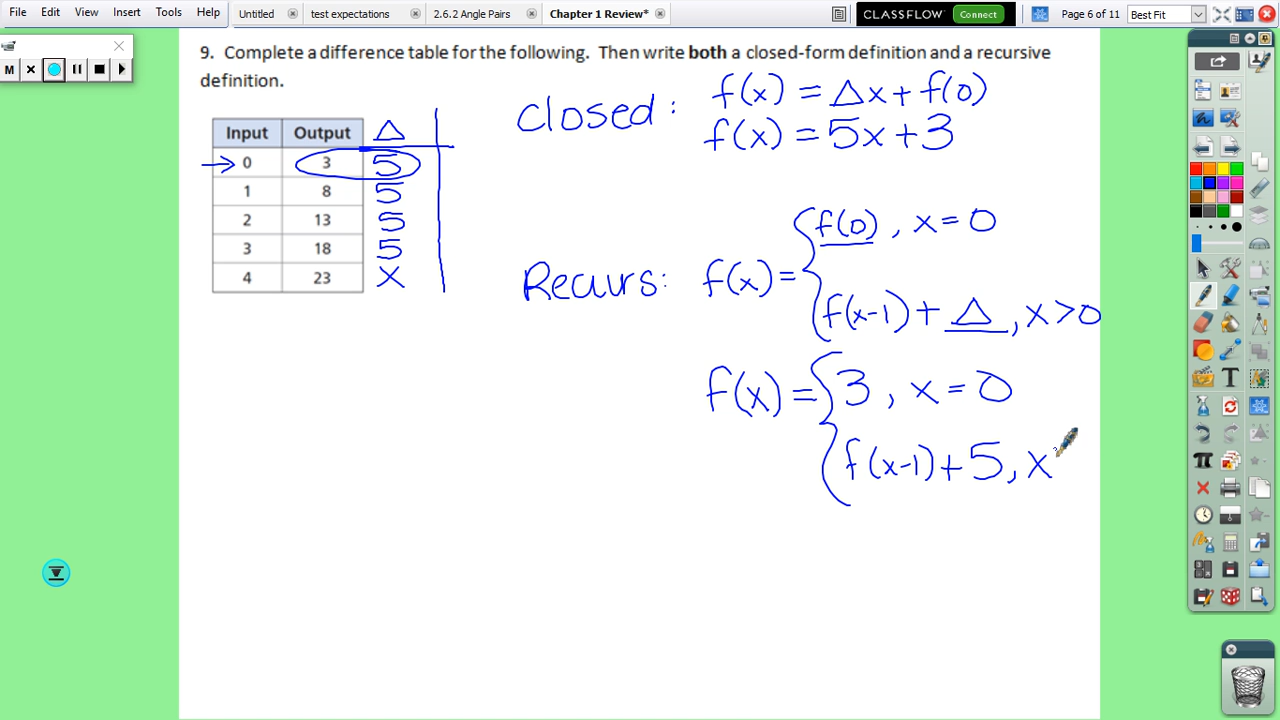 File Edit View Insert Tools Help
Untitled test expectations 2.6.2 Angle Pairs Chapter 1 Review*
CLASSFLOW Connect
Page 6 of 11 Best Fit
M
9. Complete a difference table for the following. Then write both a closed-form definition and a recursive
definition.
Input Output Δ
0 3 5
1 8 5
2 13 5
3 18 5
4 23 X
Closed: f(x) = Δx + f(0)
f(x) = 5x + 3
Recurs: f(x) = { f(0), x = 0
f(x-1) + Δ, x > 0
f(x) = { 3, x = 0
f(x-1) + 5, x